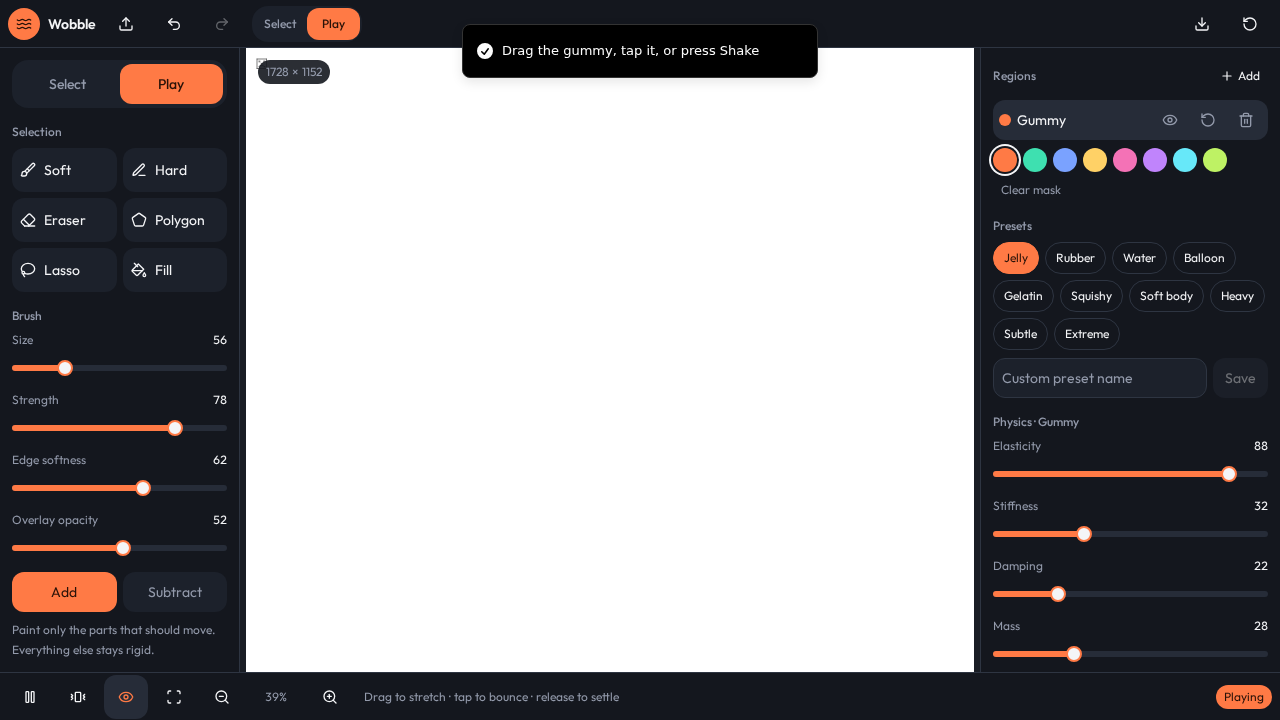 Wobble
Select
Play
Drag the gummy, tap it, or press Shake
1728 × 1152
Select
Play
Selection
Soft
Hard
Eraser
Polygon
Lasso
Fill
Brush
Size 56
Strength 78
Edge softness 62
Overlay opacity 52
Add
Subtract
Paint only the parts that should move.
Everything else stays rigid.
Regions
Add
Gummy
Clear mask
Presets
Jelly
Rubber
Water
Balloon
Gelatin
Squishy
Soft body
Heavy
Subtle
Extreme
Custom preset name
Save
Physics · Gummy
Elasticity 88
Stiffness 32
Damping 22
Mass 28
39%
Drag to stretch · tap to bounce · release to settle
Playing